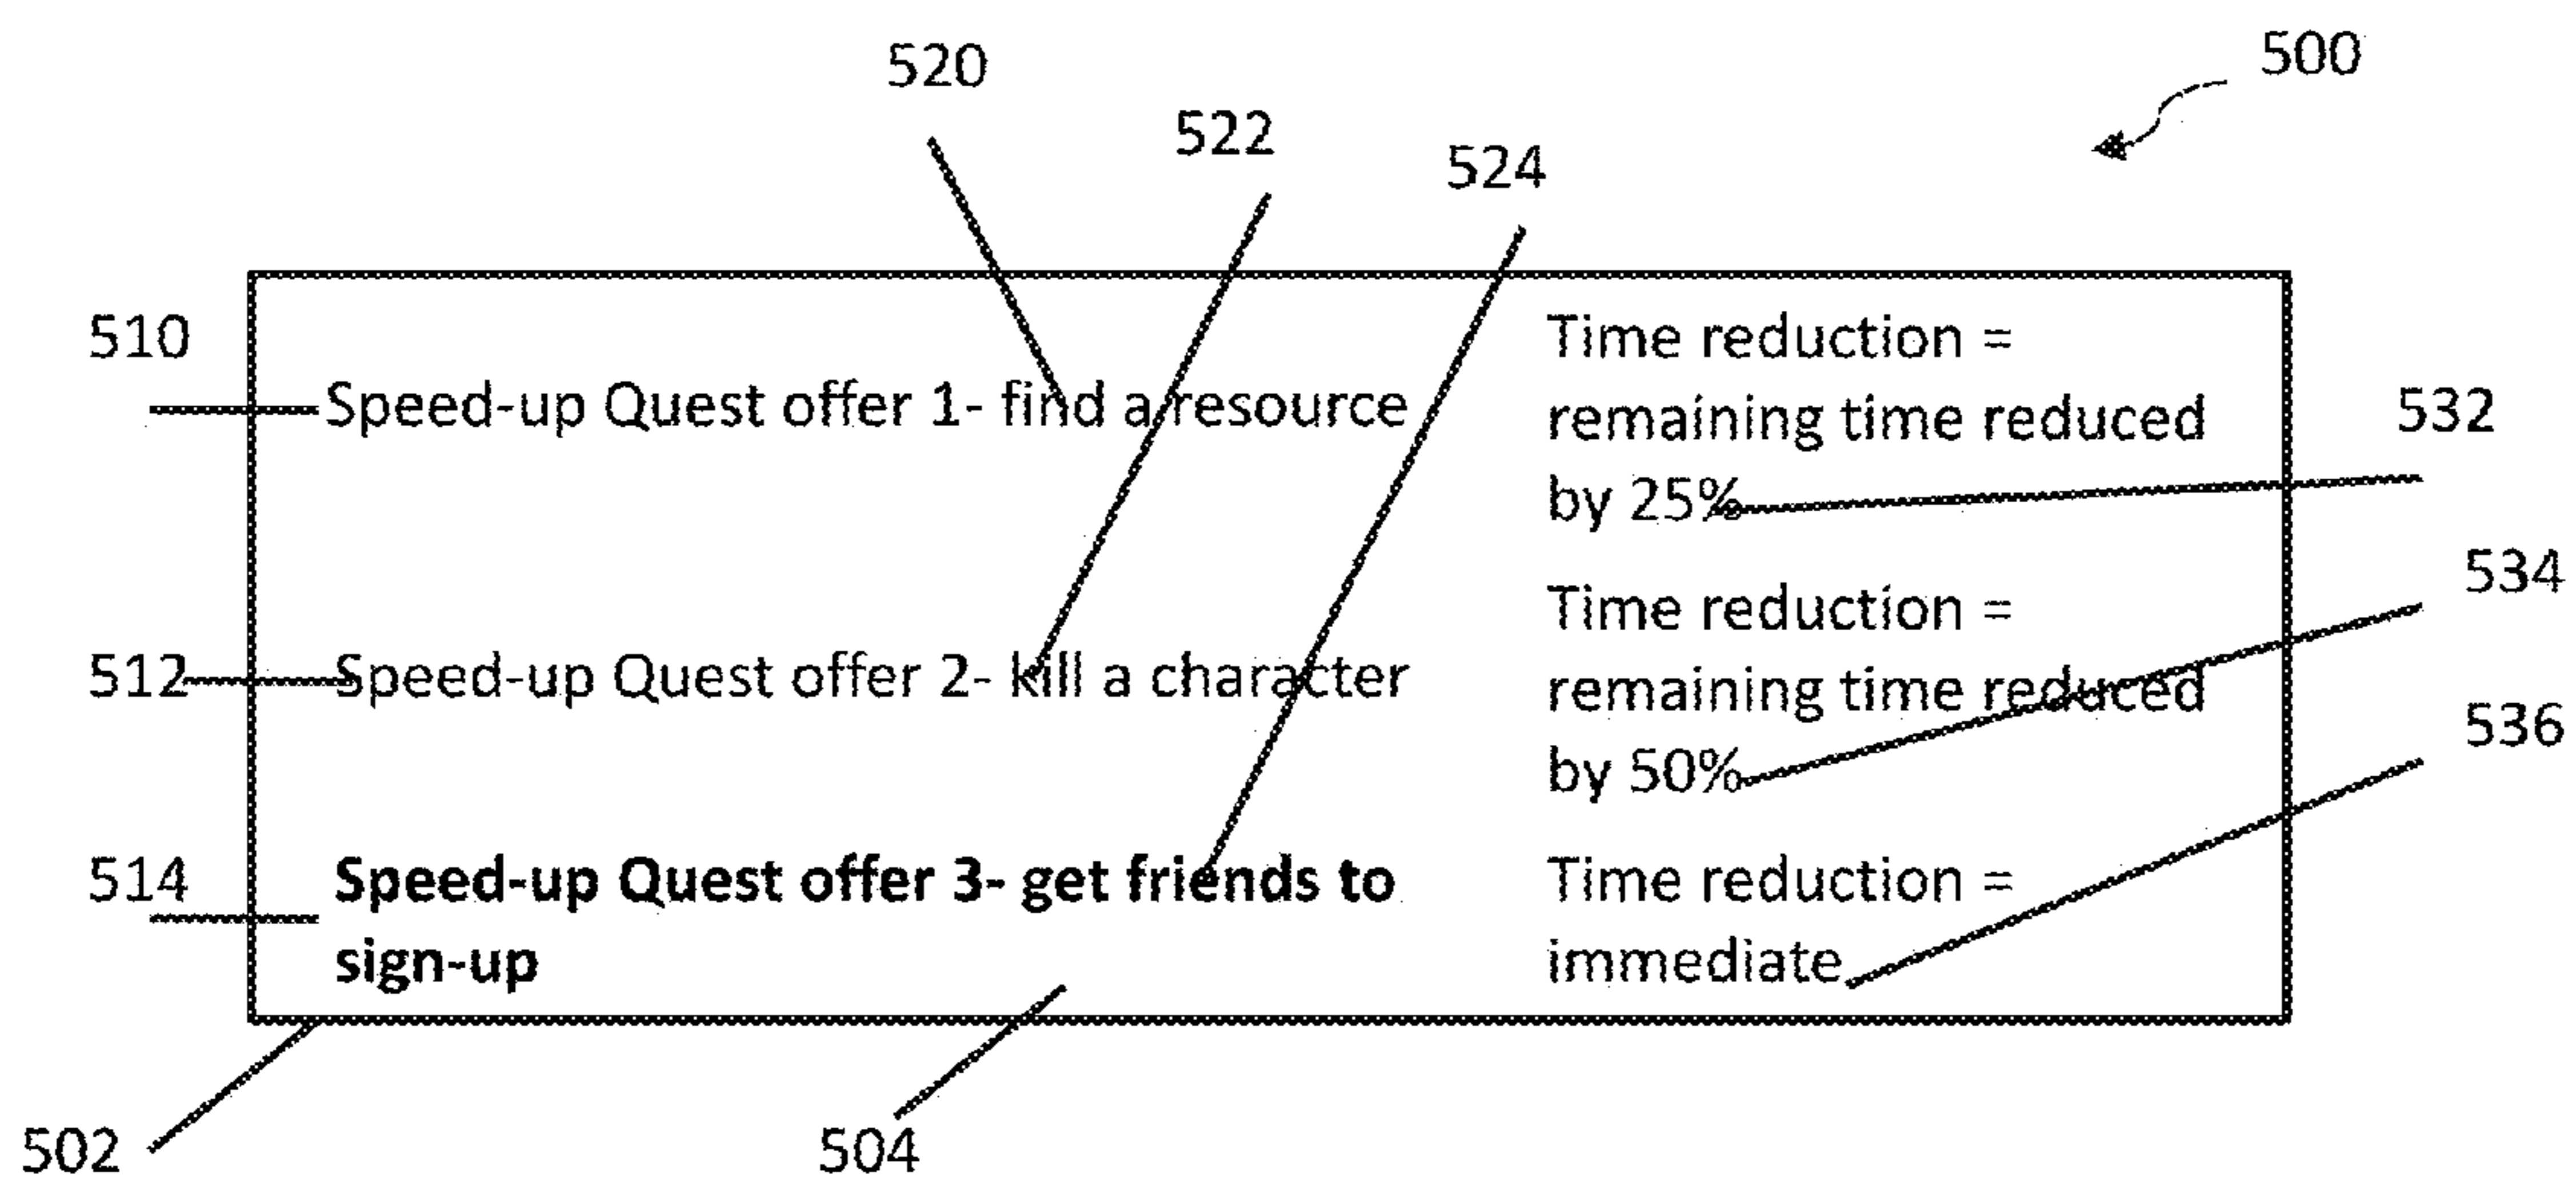 500
520
522
524
510
Speed-up Quest offer 1- find a resource
Time reduction =
remaining time reduced
by 25%
532
512
Speed-up Quest offer 2- kill a character
Time reduction =
remaining time reduced
by 50%
534
514
Speed-up Quest offer 3- get friends to
sign-up
Time reduction =
immediate
536
502
504